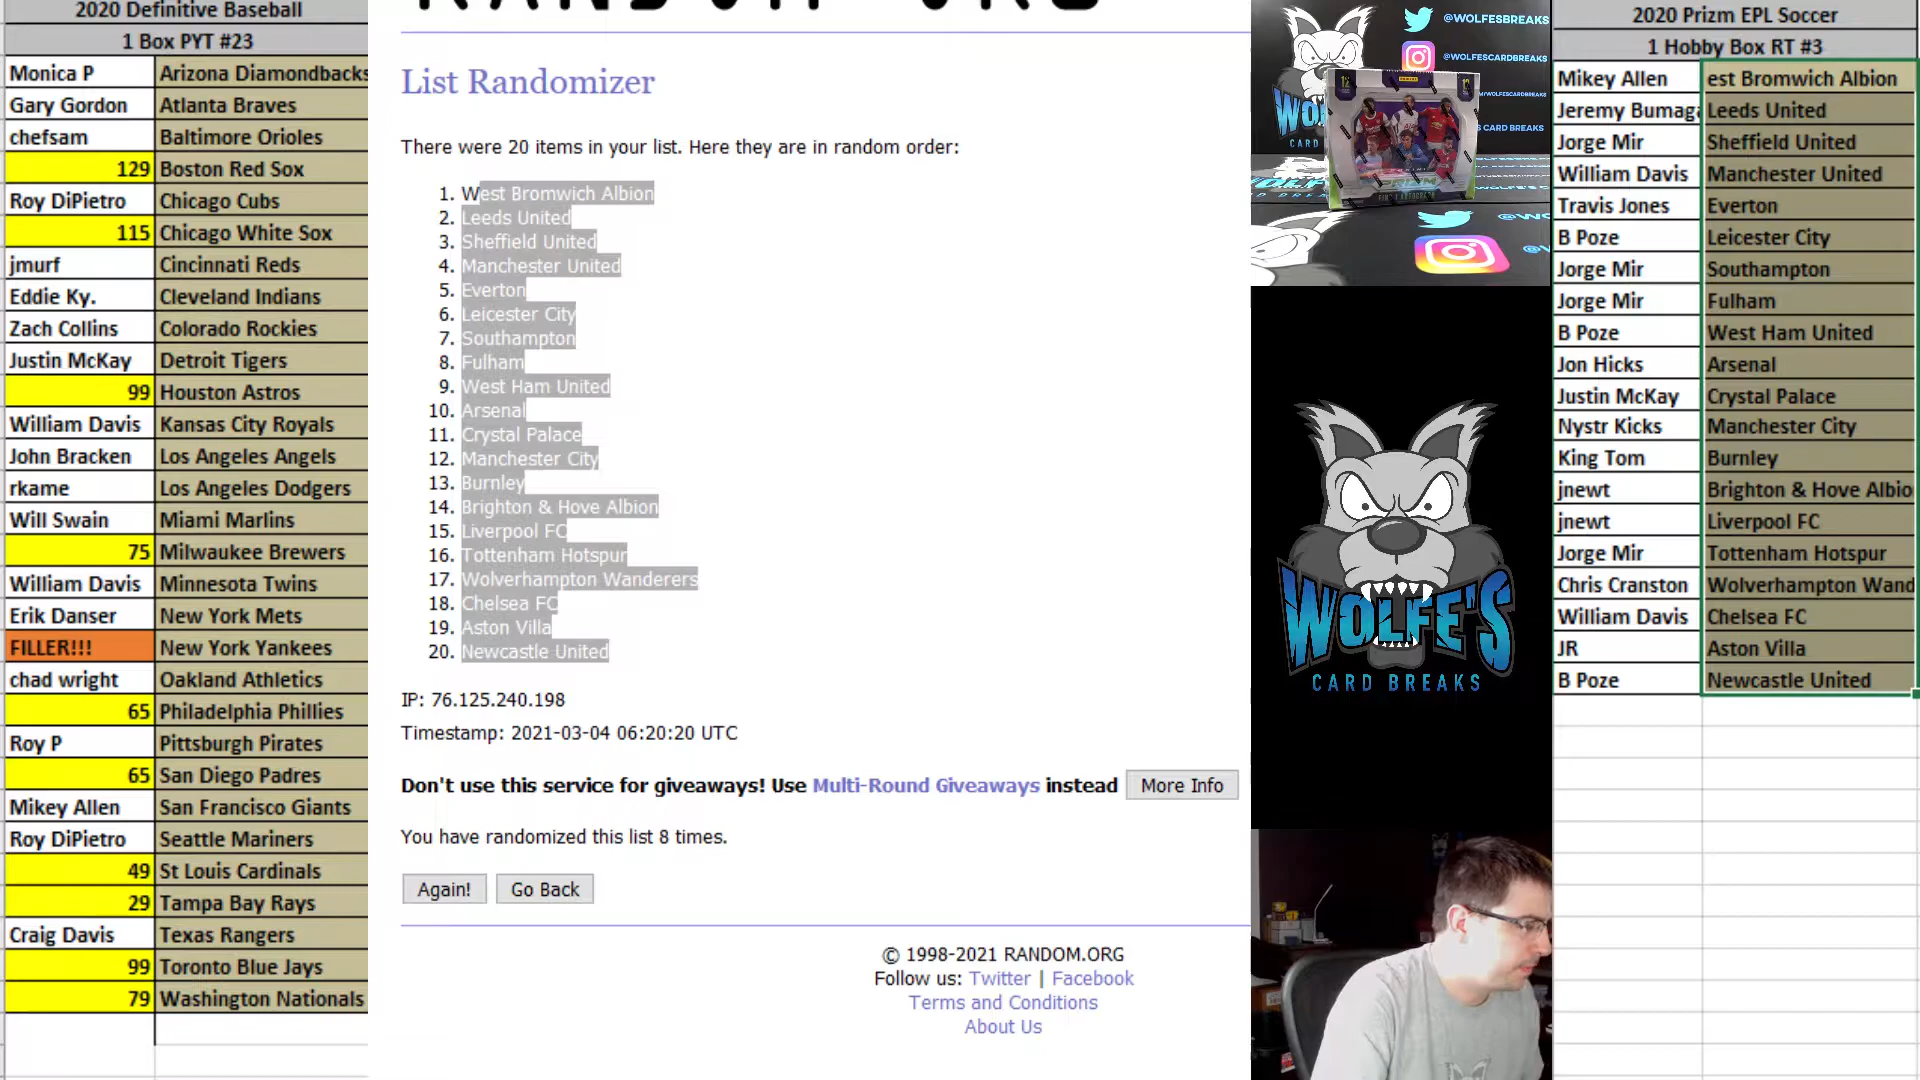 2020 Definitive Baseball
1 Box PYT #23
Monica P Arizona Diamondbacks
Gary Gordon Atlanta Braves
chefsam Baltimore Orioles
129 Boston Red Sox
Roy DiPietro Chicago Cubs
115 Chicago White Sox
jmurf Cincinnati Reds
Eddie Ky. Cleveland Indians
Zach Collins Colorado Rockies
Justin McKay Detroit Tigers
99 Houston Astros
William Davis Kansas City Royals
John Bracken Los Angeles Angels
rkame Los Angeles Dodgers
Will Swain Miami Marlins
75 Milwaukee Brewers
William Davis Minnesota Twins
Erik Danser New York Mets
FILLER!!! New York Yankees
chad wright Oakland Athletics
65 Philadelphia Phillies
Roy P Pittsburgh Pirates
65 San Diego Padres
Mikey Allen San Francisco Giants
Roy DiPietro Seattle Mariners
49 St Louis Cardinals
29 Tampa Bay Rays
Craig Davis Texas Rangers
99 Toronto Blue Jays
79 Washington Nationals
List Randomizer
There were 20 items in your list. Here they are in random order:
1. West Bromwich Albion
2. Leeds United
3. Sheffield United
4. Manchester United
5. Everton
6. Leicester City
7. Southampton
8. Fulham
9. West Ham United
10. Arsenal
11. Crystal Palace
12. Manchester City
13. Burnley
14. Brighton & Hove Albion
15. Liverpool FC
16. Tottenham Hotspur
17. Wolverhampton Wanderers
18. Chelsea FC
19. Aston Villa
20. Newcastle United
IP: 76.125.240.198
Timestamp: 2021-03-04 06:20:20 UTC
Don't use this service for giveaways! Use Multi-Round Giveaways instead More Info
You have randomized this list 8 times.
Again! Go Back
© 1998-2021 RANDOM.ORG
Follow us: Twitter | Facebook
Terms and Conditions
About Us
@WOLFESBREAKS
@WOLFESCARDBREAKS
WOLFE'S
CARD BREAKS
2020 Prizm EPL Soccer
1 Hobby Box RT #3
Mikey Allen est Bromwich Albion
Jeremy Bumaga Leeds United
Jorge Mir Sheffield United
William Davis Manchester United
Travis Jones Everton
B Poze Leicester City
Jorge Mir Southampton
Jorge Mir Fulham
B Poze West Ham United
Jon Hicks Arsenal
Justin McKay Crystal Palace
Nystr Kicks Manchester City
King Tom Burnley
jnewt Brighton & Hove Albio
jnewt Liverpool FC
Jorge Mir Tottenham Hotspur
Chris Cranston Wolverhampton Wand
William Davis Chelsea FC
JR Aston Villa
B Poze Newcastle United